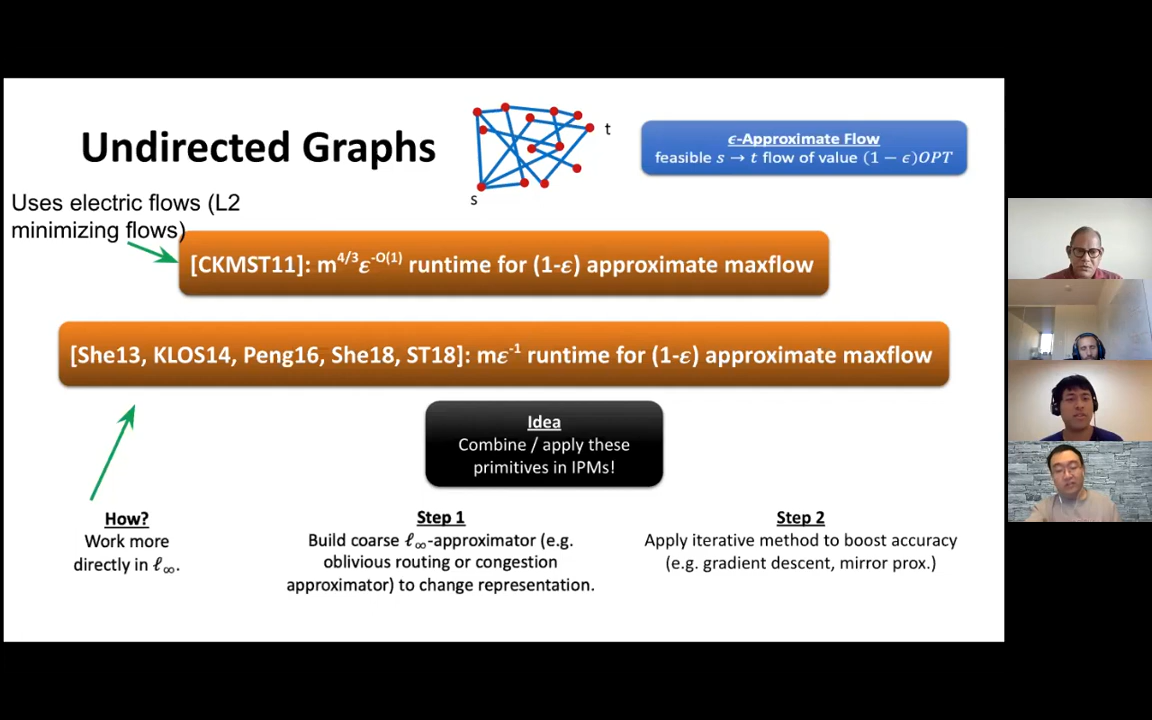 Undirected Graphs
t
s
ϵ-Approximate Flow
feasible s → t flow of value (1 − ϵ)OPT
Uses electric flows (L2
minimizing flows)
[CKMST11]: m^{4/3}ε^{-O(1)} runtime for (1-ε) approximate maxflow
[She13, KLOS14, Peng16, She18, ST18]: mε^{-1} runtime for (1-ε) approximate maxflow
Idea
Combine / apply these
primitives in IPMs!
How?
Work more
directly in ℓ∞.
Step 1
Build coarse ℓ∞-approximator (e.g.
oblivious routing or congestion
approximator) to change representation.
Step 2
Apply iterative method to boost accuracy
(e.g. gradient descent, mirror prox.)